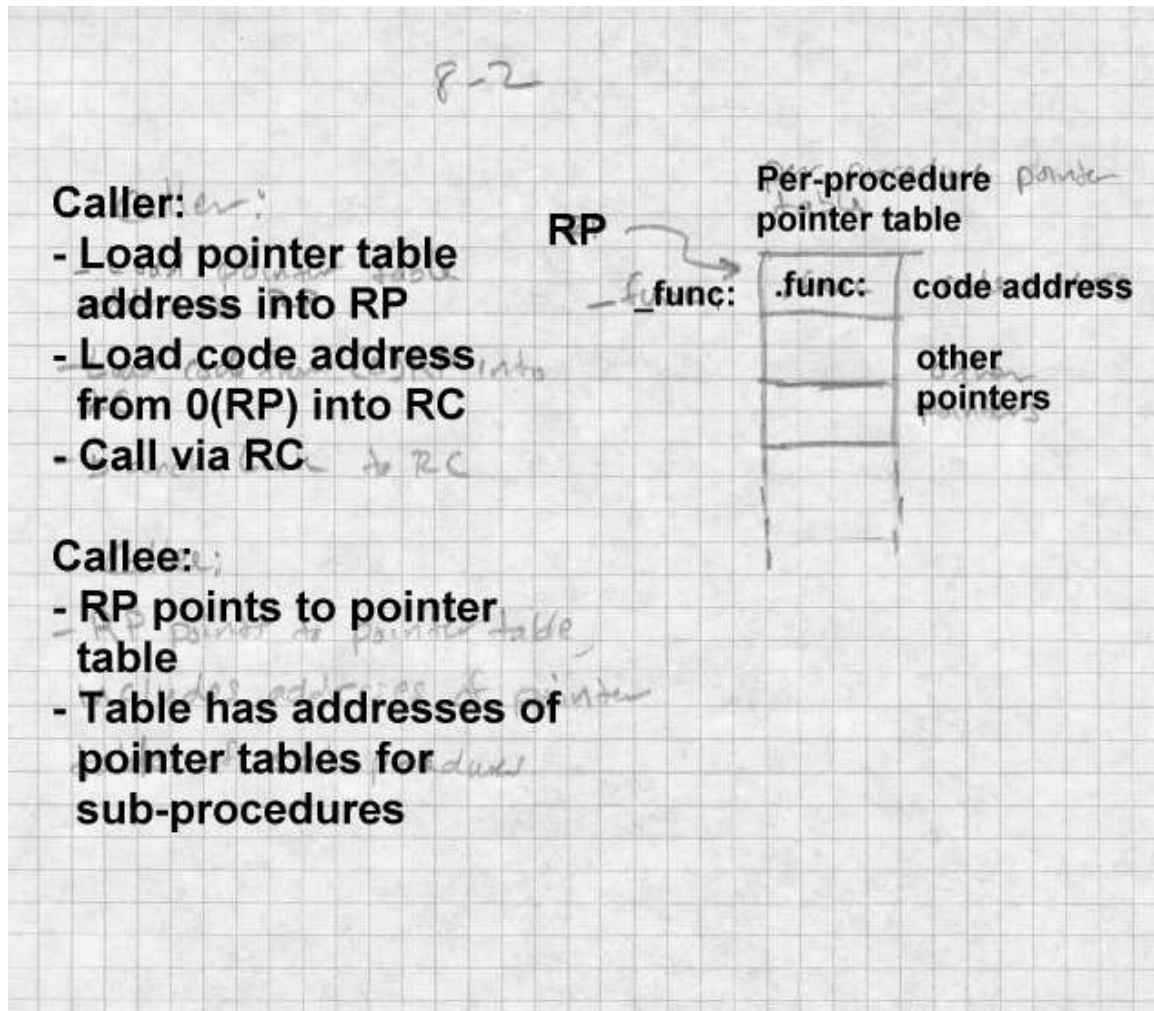 8-2
Caller:
- Load pointer table
address into RP
- Load code address
from 0(RP) into RC
- Call via RC
Callee:
- RP points to pointer
table
- Table has addresses of
pointer tables for
sub-procedures
RP
Per-procedure
pointer table
_func:
.func:
code address
other
pointers